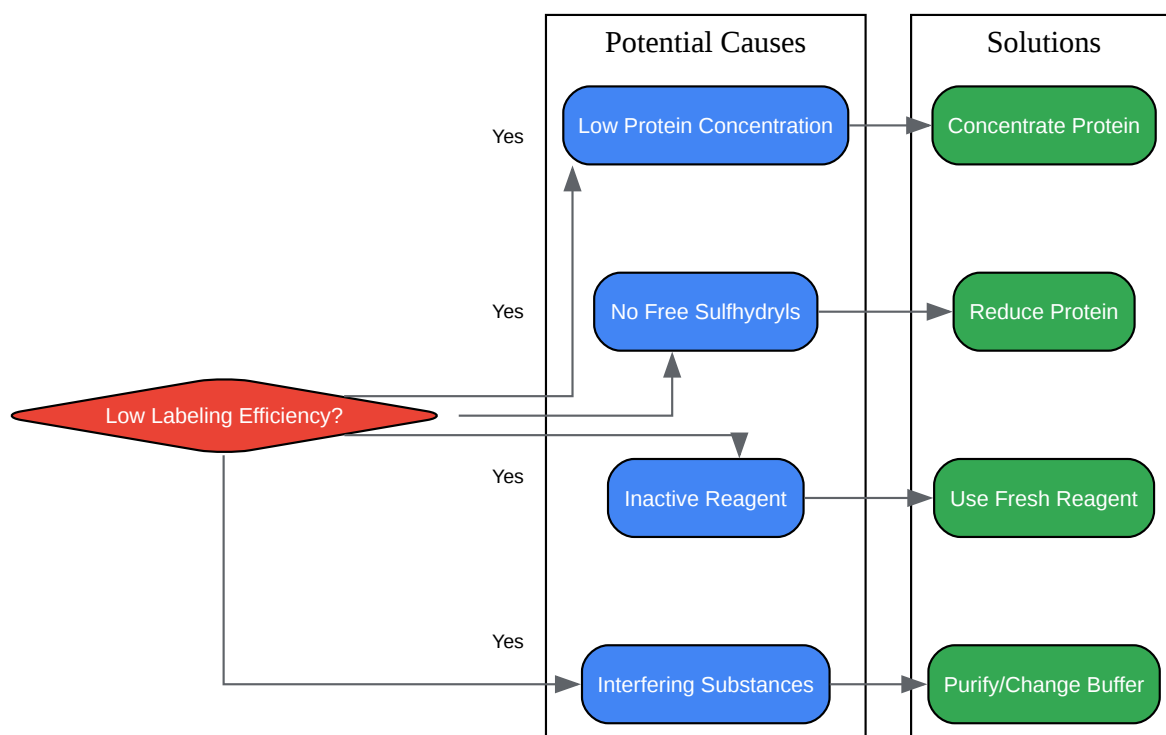 Potential Causes
Solutions
Yes
Low Protein Concentration
Concentrate Protein
Yes
No Free Sulfhydryls
Reduce Protein
Low Labeling Efficiency?
Yes
Inactive Reagent
Use Fresh Reagent
Yes
Interfering Substances
Purify/Change Buffer